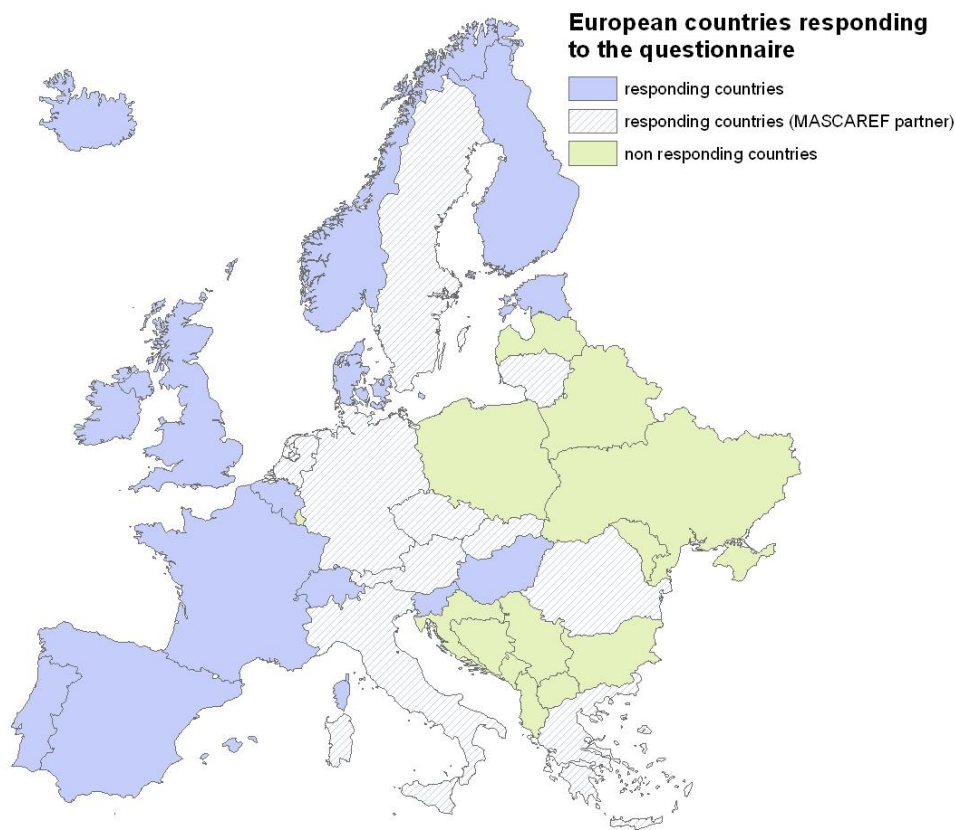 European countries responding
to the questionnaire
responding countries
responding countries (MASCAREF partner)
non responding countries